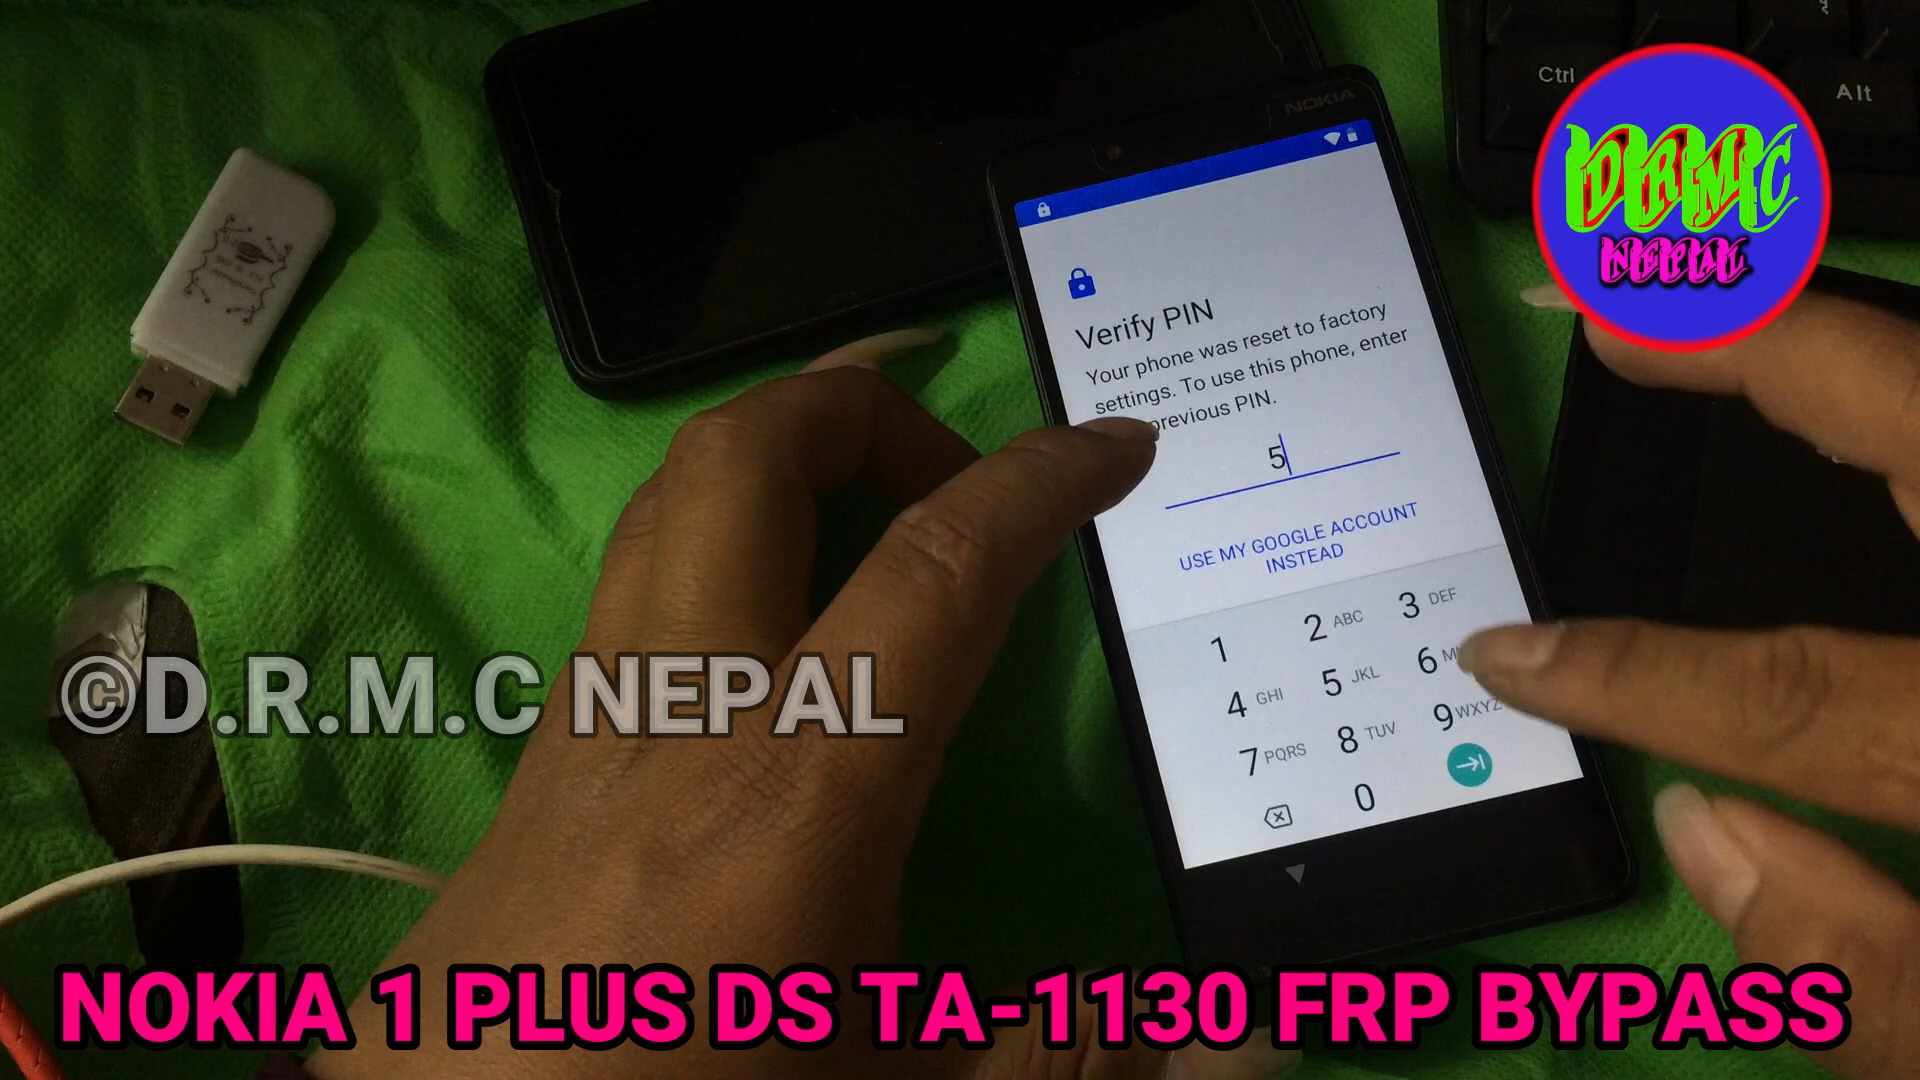 NOKIA
Ctrl
Alt
DRMC
NEPAL
Verify PIN
Your phone was reset to factory
settings. To use this phone, enter
previous PIN.
5
USE MY GOOGLE ACCOUNT
INSTEAD
1
2 ABC
3 DEF
4 GHI
5 JKL
6
7 PQRS
8 TUV
9 WXYZ
0
©D.R.M.C NEPAL
NOKIA 1 PLUS DS TA-1130 FRP BYPASS